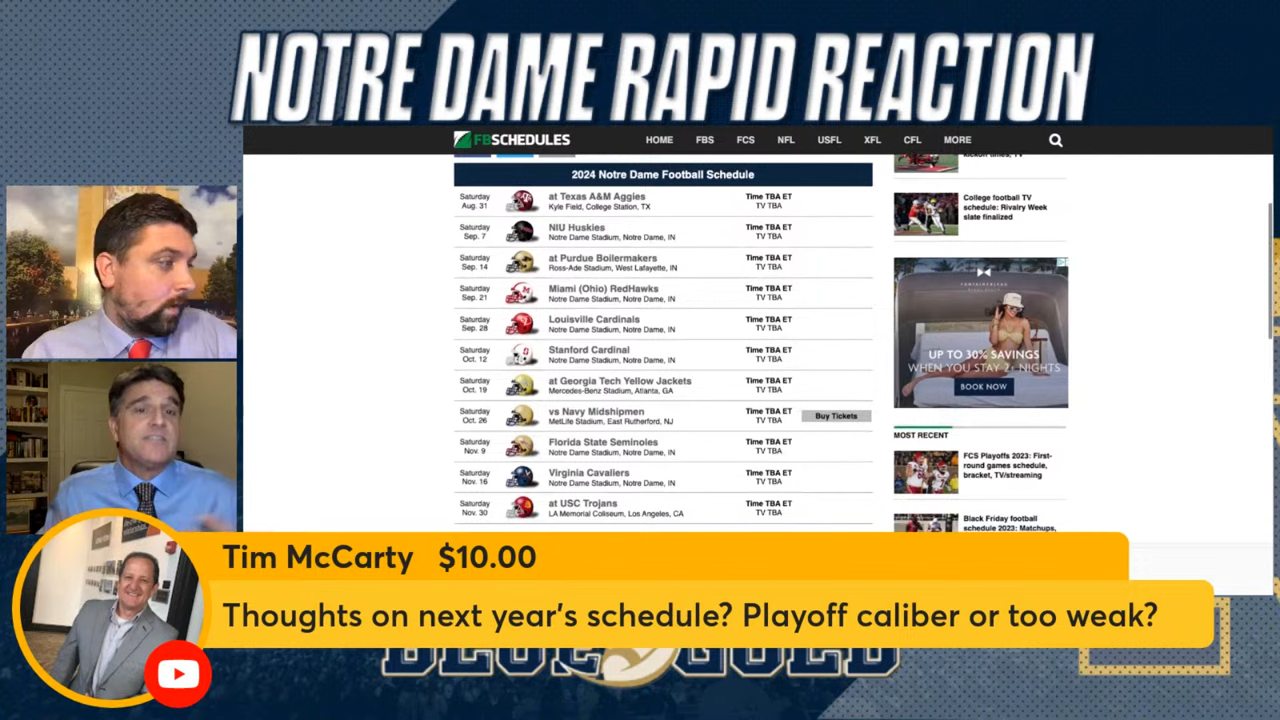 NOTRE DAME RAPID REACTION
FBSCHEDULES
HOME FBS FCS NFL USFL XFL CFL MORE
2024 Notre Dame Football Schedule
Saturday Aug. 31 at Texas A&M Aggies Time TBA ET
Kyle Field, College Station, TX TV TBA
Saturday Sep. 7 NIU Huskies Time TBA ET
Notre Dame Stadium, Notre Dame, IN TV TBA
Saturday Sep. 14 at Purdue Boilermakers Time TBA ET
Ross-Ade Stadium, West Lafayette, IN TV TBA
Saturday Sep. 21 Miami (Ohio) RedHawks Time TBA ET
Notre Dame Stadium, Notre Dame, IN TV TBA
Saturday Sep. 28 Louisville Cardinals Time TBA ET
Notre Dame Stadium, Notre Dame, IN TV TBA
Saturday Oct. 12 Stanford Cardinal Time TBA ET
Notre Dame Stadium, Notre Dame, IN TV TBA
Saturday Oct. 19 at Georgia Tech Yellow Jackets Time TBA ET
Mercedes-Benz Stadium, Atlanta, GA TV TBA
Saturday Oct. 26 vs Navy Midshipmen Time TBA ET
MetLife Stadium, East Rutherford, NJ TV TBA
Buy Tickets
Saturday Nov. 9 Florida State Seminoles Time TBA ET
Notre Dame Stadium, Notre Dame, IN TV TBA
Saturday Nov. 16 Virginia Cavaliers Time TBA ET
Notre Dame Stadium, Notre Dame, IN TV TBA
Saturday Nov. 30 at USC Trojans Time TBA ET
LA Memorial Coliseum, Los Angeles, CA TV TBA
College football TV
schedule: Rivalry Week
slate finalized
UP TO 30% SAVINGS
WHEN YOU STAY 2+ NIGHTS
BOOK NOW
MOST RECENT
FCS Playoffs 2023: First-
round games schedule,
bracket, TV/streaming
Black Friday football
schedule 2023: Matchups,
Tim McCarty $10.00
Thoughts on next year's schedule? Playoff caliber or too weak?